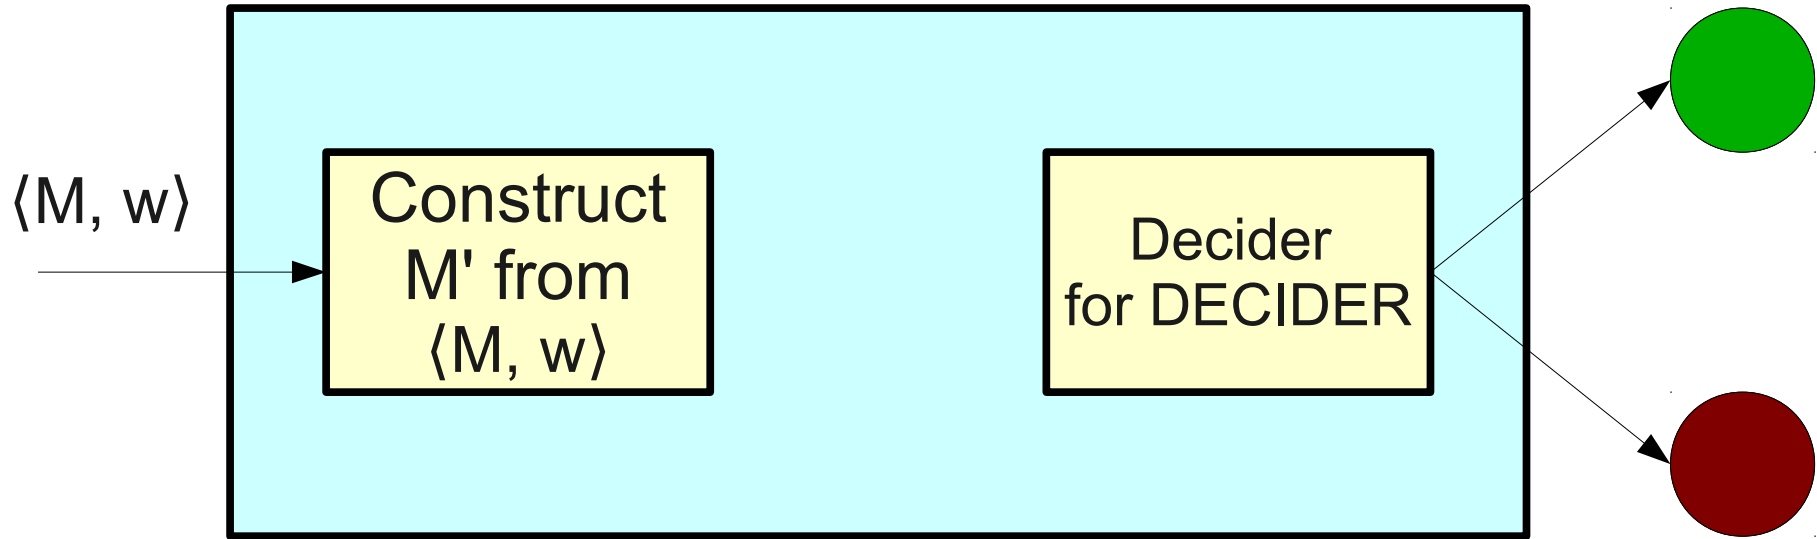 ⟨M, w⟩
Construct
M' from
⟨M, w⟩
Decider
for DECIDER